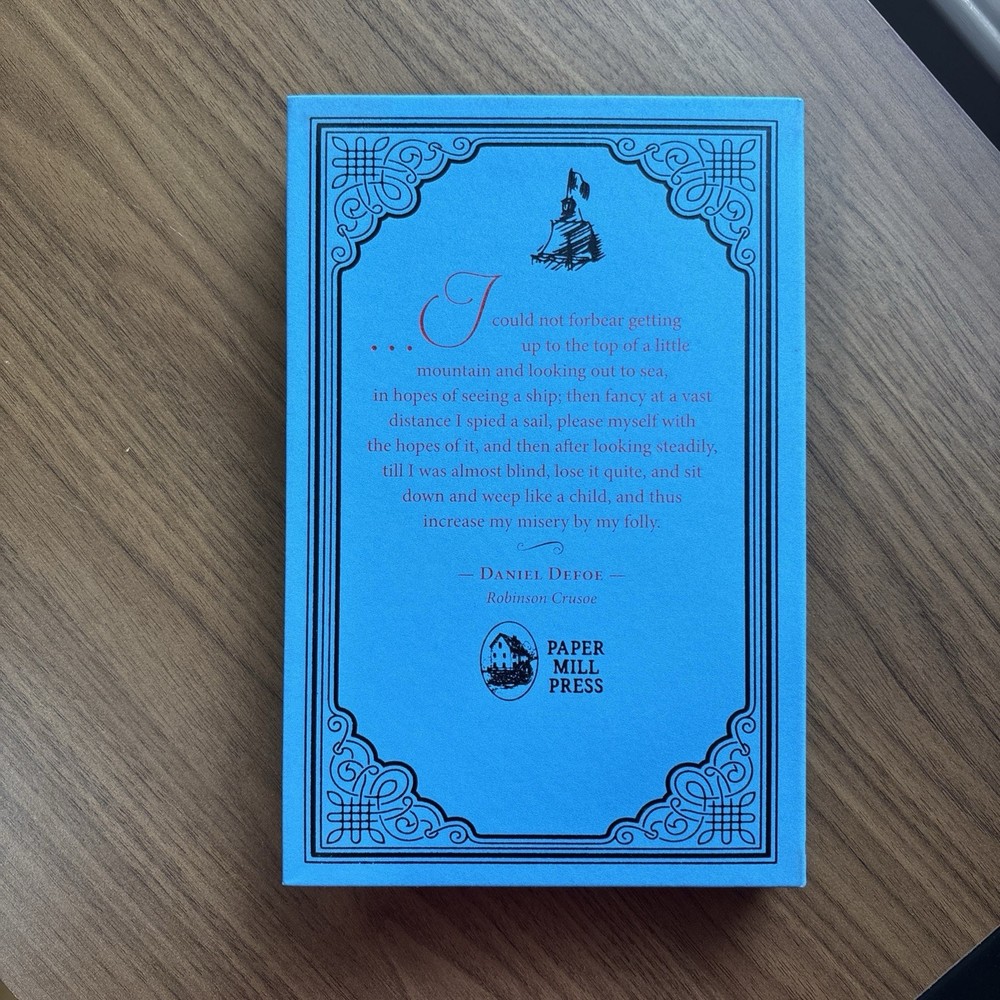 ...I could not forbear getting
up to the top of a little
mountain and looking out to sea,
in hopes of seeing a ship; then fancy at a vast
distance I spied a sail, please myself with
the hopes of it, and then after looking steadily,
till I was almost blind, lose it quite, and sit
down and weep like a child, and thus
increase my misery by my folly.
— DANIEL DEFOE —
Robinson Crusoe
PAPER
MILL
PRESS